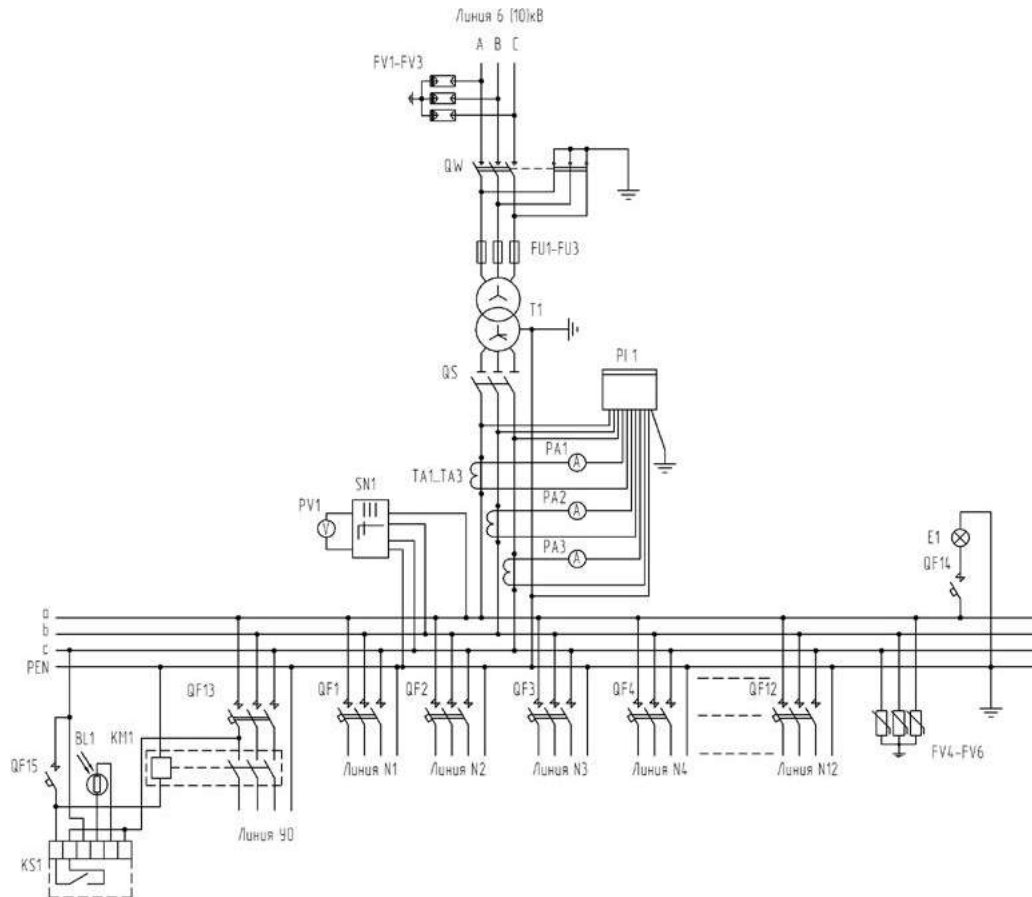 Линия 6 (10)кВ
A B C
FV1-FV3
QW
FU1-FU3
T1
QS
PI 1
PA1
A
TA1...TA3
SN1
PV1
V
PA2
A
PA3
A
E1
QF14
a
b
c
PEN
QF13 QF1 QF2 QF3 QF4 QF12
BL1 KM1
QF15
FV4-FV6
Линия N1 Линия N2 Линия N3 Линия N4 Линия N12
Линия УО
KS1